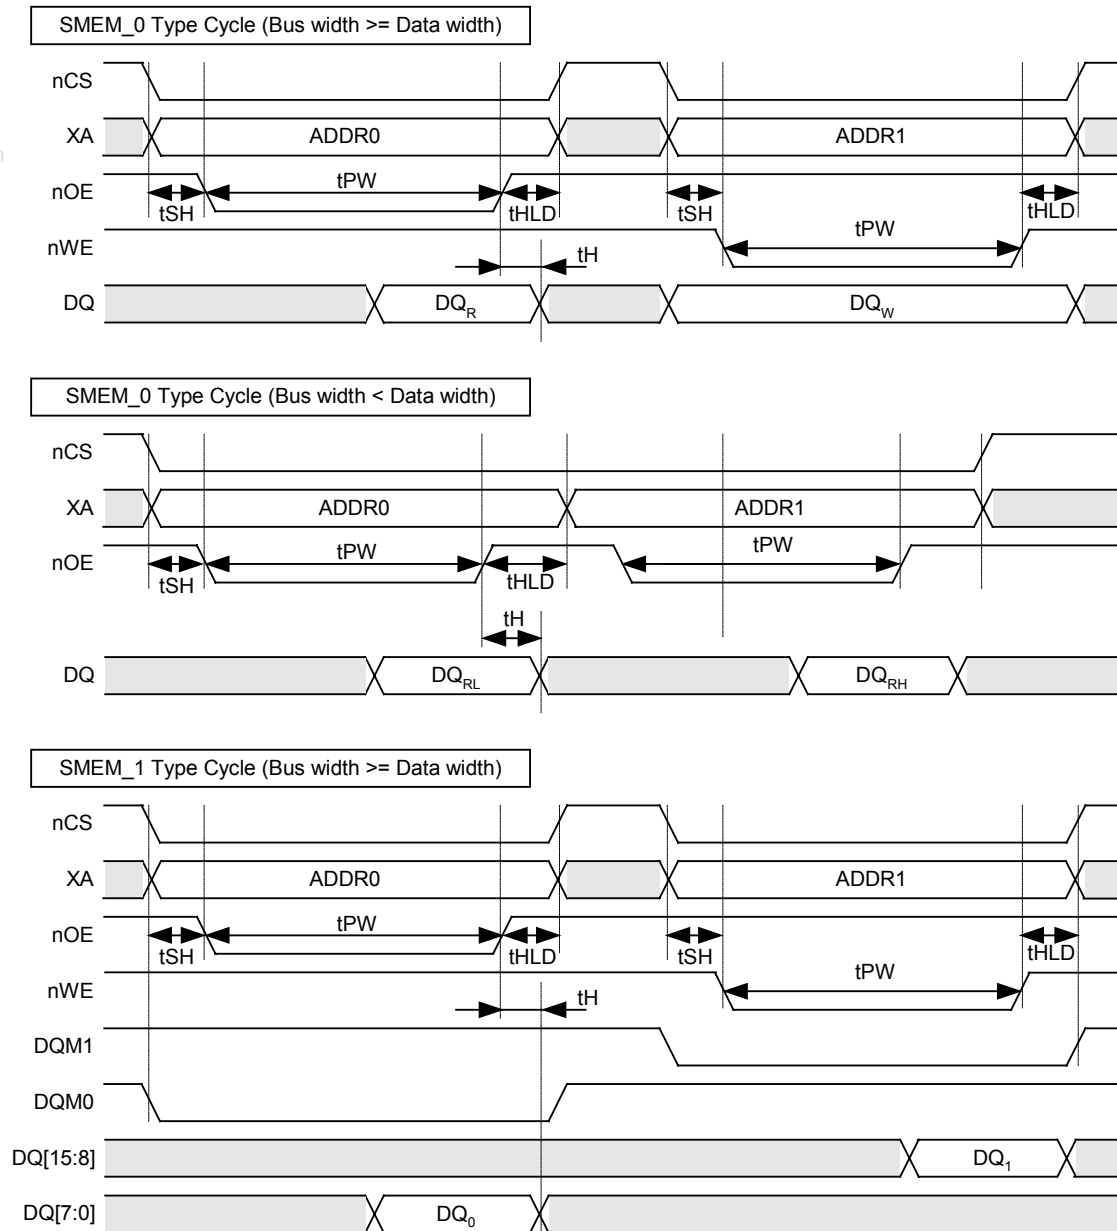 SMEM_0 Type Cycle (Bus width >= Data width)
nCS
XA ADDR0 ADDR1
nOE tPW
tSH tHLD tSH tHLD
nWE tPW
tH
DQ DQR DQW
SMEM_0 Type Cycle (Bus width < Data width)
nCS
XA ADDR0 ADDR1
nOE tPW tPW
tSH tHLD
tH
DQ DQRL DQRH
SMEM_1 Type Cycle (Bus width >= Data width)
nCS
XA ADDR0 ADDR1
nOE tPW
tSH tHLD tSH tHLD
nWE tPW
tH
DQM1
DQM0
DQ[15:8] DQ1
DQ[7:0] DQ0